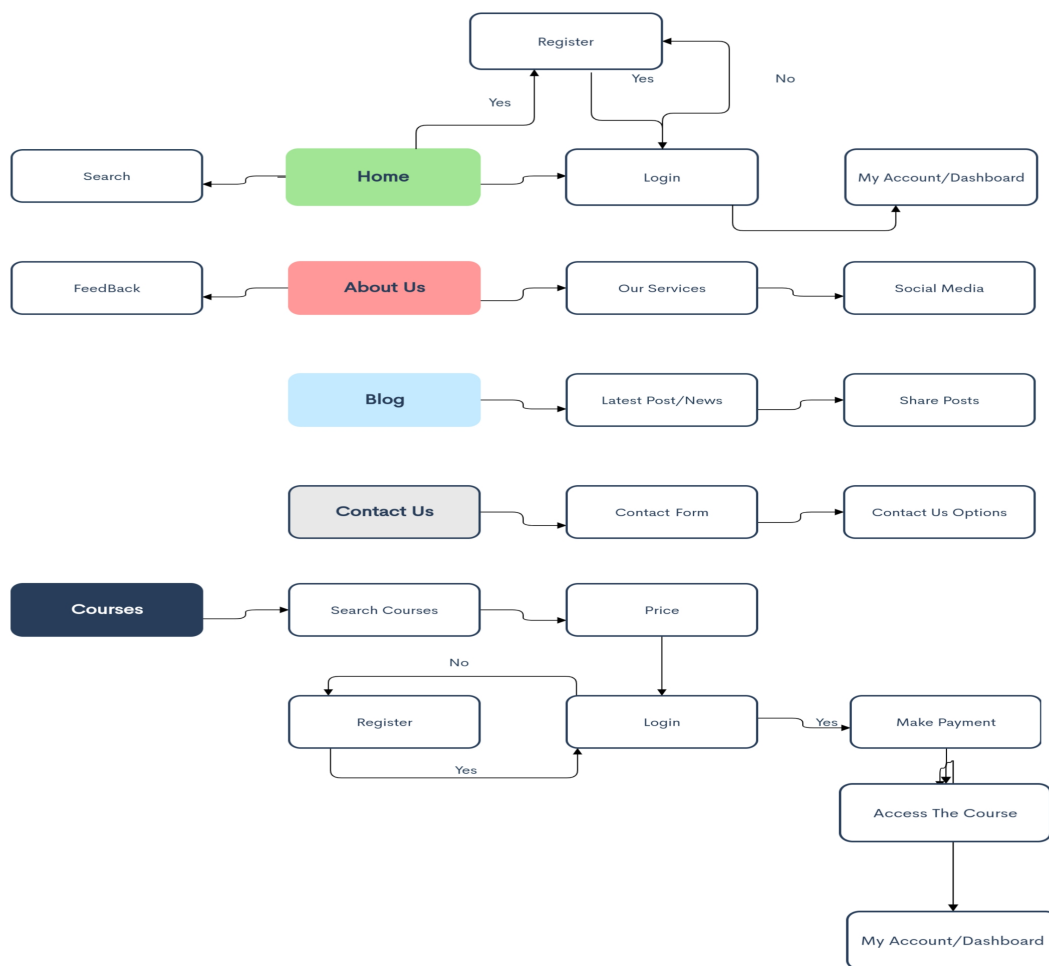 Register
Yes
No
Yes
Search
Home
Login
My Account/Dashboard
FeedBack
About Us
Our Services
Social Media
Blog
Latest Post/News
Share Posts
Contact Us
Contact Form
Contact Us Options
Courses
Search Courses
Price
No
Register
Login
Yes
Make Payment
Yes
Access The Course
My Account/Dashboard